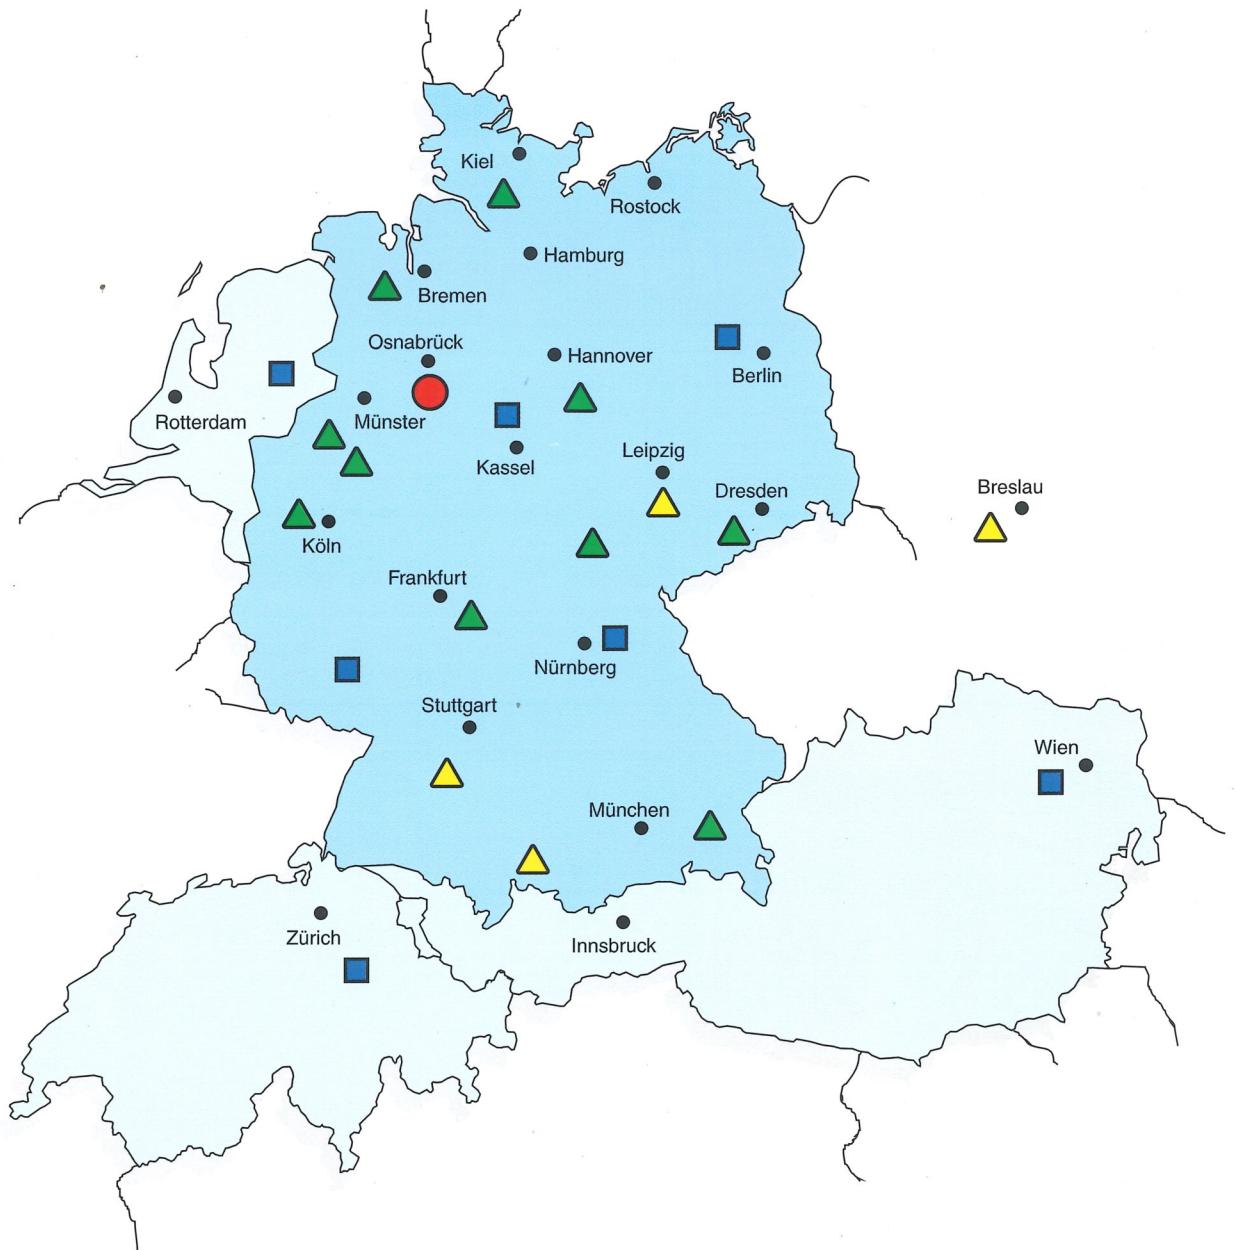 Kiel
Rostock
Hamburg
Bremen
Osnabrück
Hannover
Berlin
Rotterdam
Münster
Kassel
Leipzig
Dresden
Breslau
Köln
Frankfurt
Nürnberg
Stuttgart
Wien
München
Zürich
Innsbruck